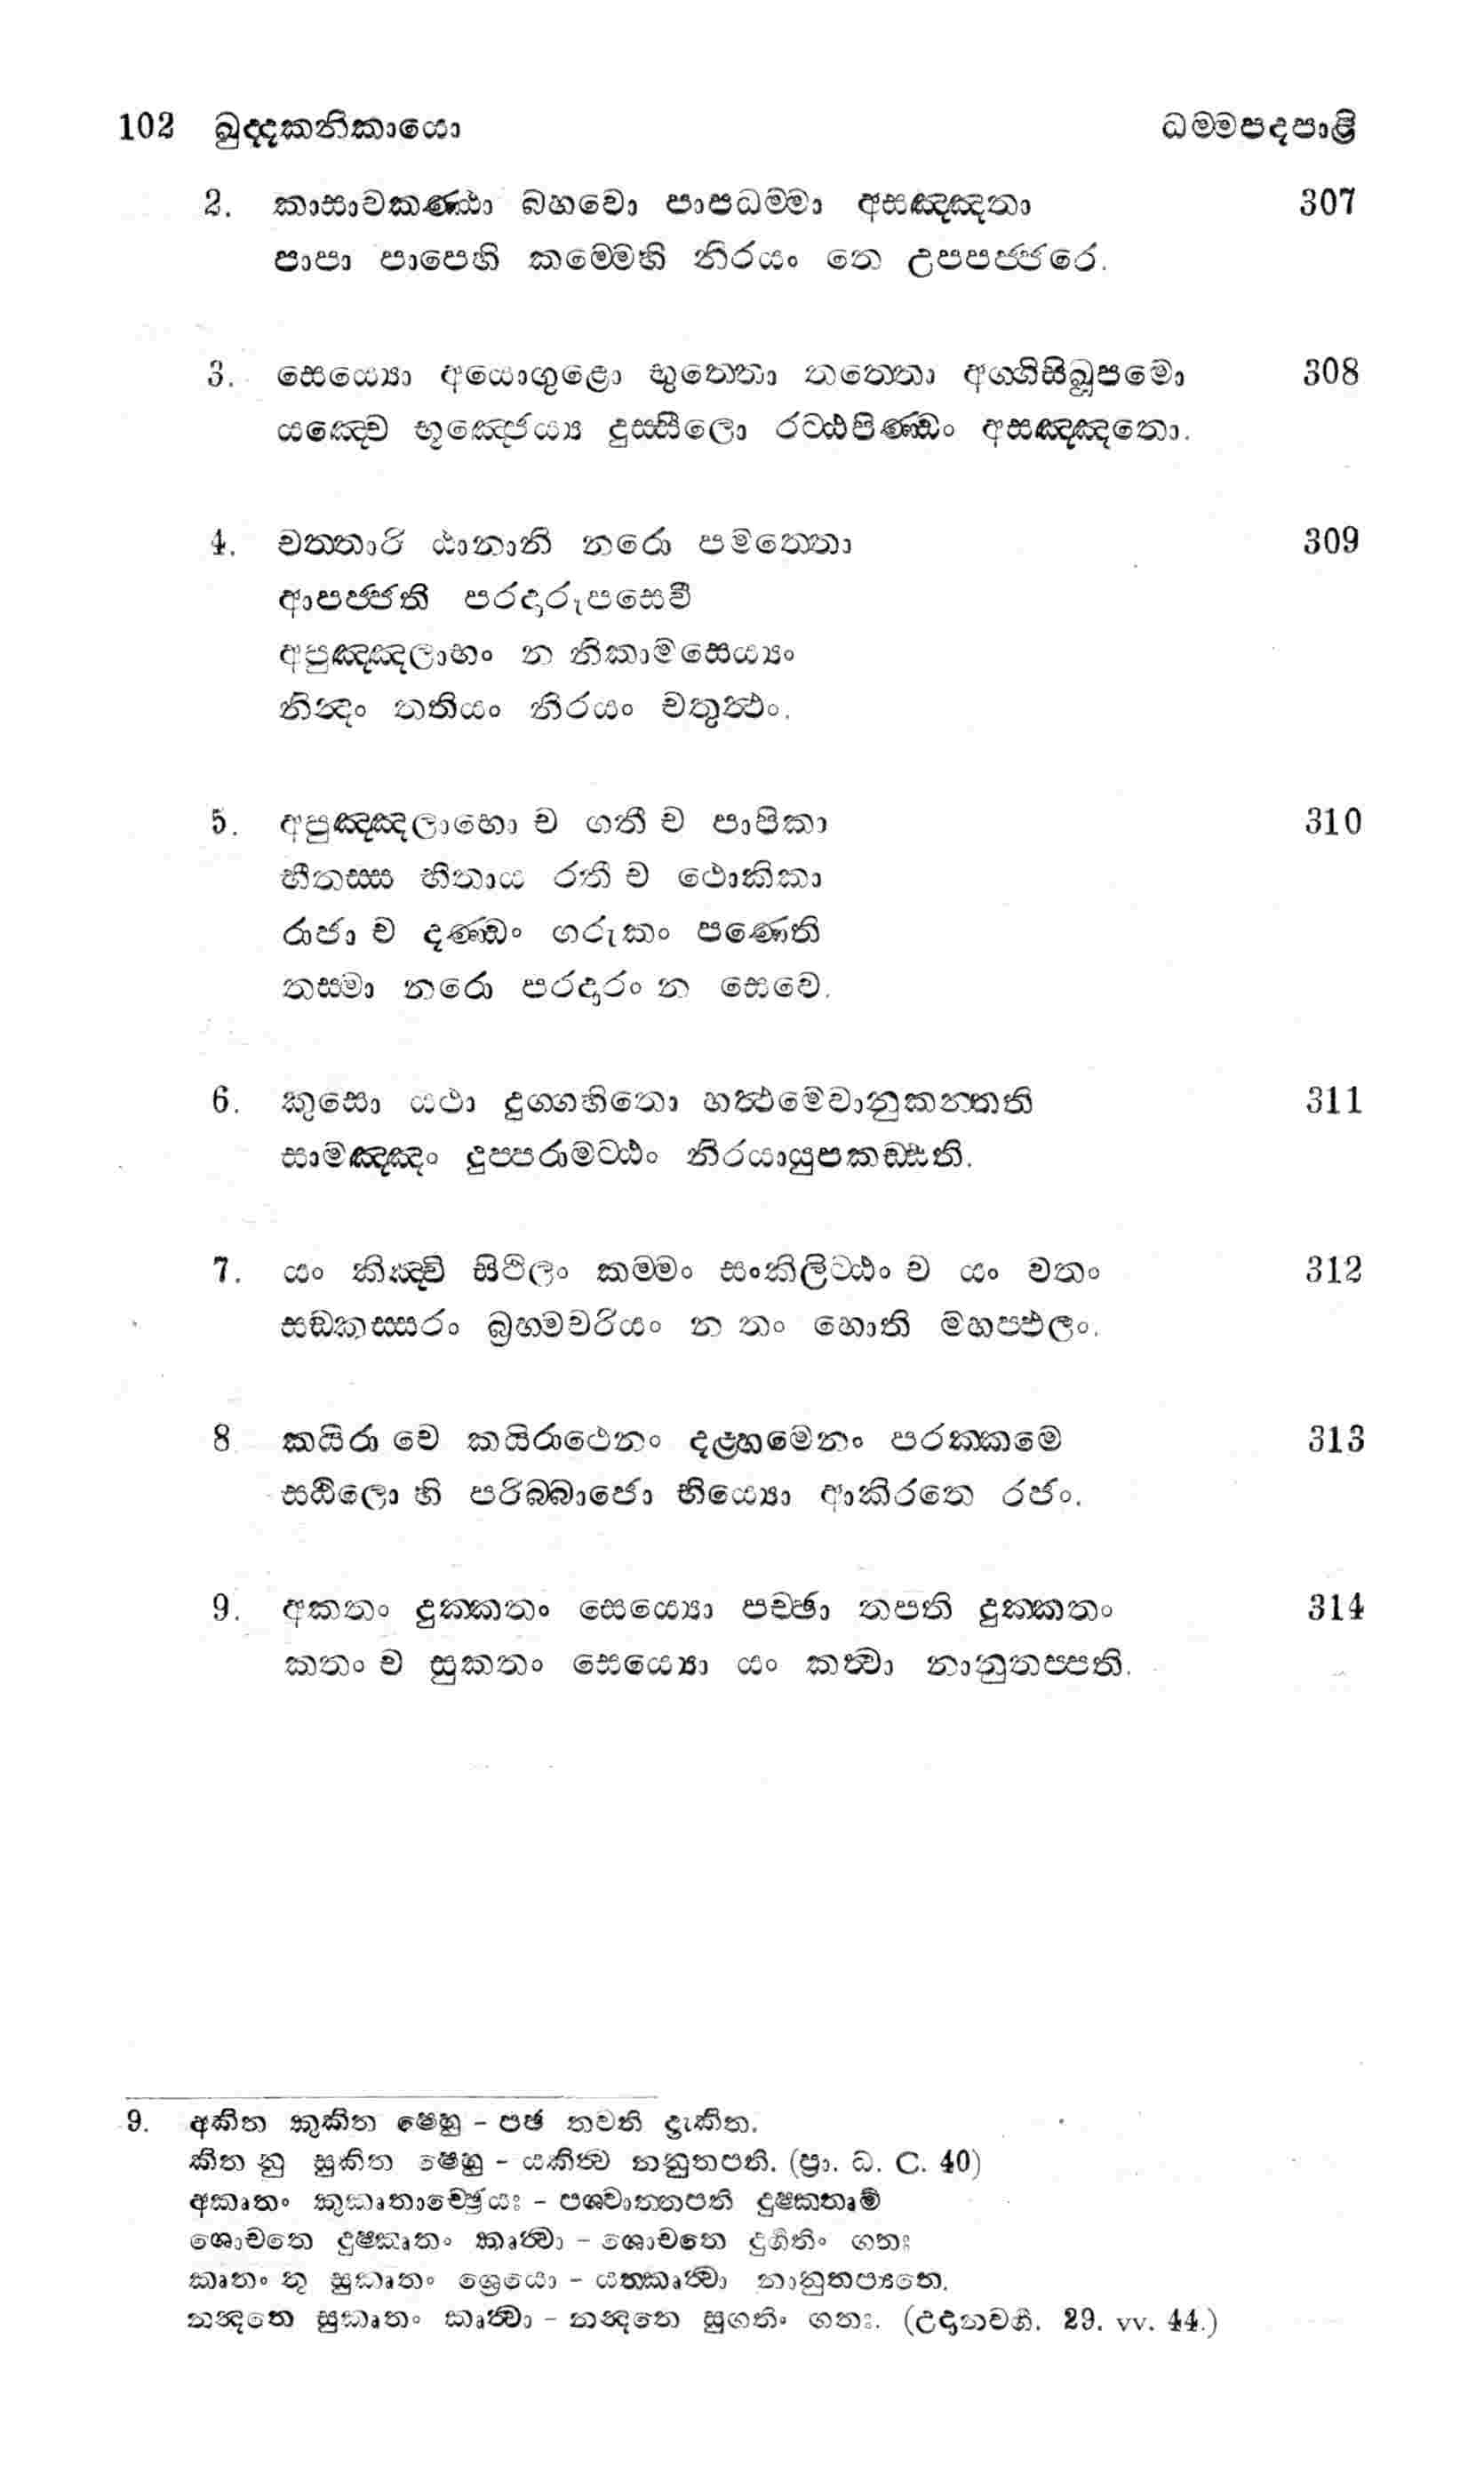 102 ඛුද්දකනිකායො ධම්මපදපාළි
2. කාසාවකණ්ඨා බහවො පාපධම්මා අසඤ්ඤතා 307
පාපා පාපෙහි කම්මෙහි නිරයං තෙ උපපජ්ජරෙ.
3. සෙය්‍යො අයොගුළො භුත්තො තත්තො අග්ගිසිඛූපමො 308
යඤ්චෙ භූඤ්ජෙය්‍ය දුස්සීලො රට්ඨපිණ්ඩං අසඤ්ඤතො.
4. චත්තාරි ඨානානි නරො පමත්තො 309
ආපජ්ජති පරදාරූපසෙවී
අපුඤ්ඤලාභං න නිකාමසෙය්‍යං
නින්දං තතියං නිරයං චතුත්ථං.
5. අපුඤ්ඤලාභො ච ගතී ච පාපිකා 310
භීතස්ස භීතාය රතී ච ථොකිකා
රාජා ච දණ්ඩං ගරුකං පණෙති
තස්මා නරො පරදාරං න සෙවෙ.
6. කුසො යථා දුග්ගහිතො හත්ථමෙවානුකන්තති 311
සාමඤ්ඤං දුප්පරාමට්ඨං නිරයායුපකඩ්ඪති.
7. යං කිඤ්චි සිථිලං කම්මං සංකිලිට්ඨං ච යං වතං 312
සඞ්කස්සරං බ්‍රහ්මචරියං න තං හොති මහප්ඵලං.
8 කයිරා චෙ කයිරාථෙනං දළ්හමෙනං පරක්කමෙ 313
සඨිලො හි පරිබ්බාජො භිය්‍යො ආකිරතෙ රජං.
9. අකතං දුක්කතං සෙය්‍යො පච්ඡා තපති දුක්කතං 314
කතං ච සුකතං සෙය්‍යො යං කත්වා නානුතප්පති.
9. අකිත කුකිත ෂෙහු - පඡ තවති ද්‍රුකිත.
කිත නු සුකිත ෂෙහු - යකිත්ව නනුතපති. (ප්‍රා. ධ. C. 40)
අකෘතං කුකෘතාච්ඡ්‍රේයඃ - පශ්චාත්තපති දුෂ්කතෘම්
ශොචතෙ දුෂ්කෘතං කෘත්වා - ශොචතෙ දුර්ගතිං ගතඃ
කෘතං තු සුකෘතං ශ්‍රෙයො - යත්කෘත්වා නානුතප්‍යතෙ.
නන්දතෙ සුකෘතං කෘත්වා - නන්දතෙ සුගතිං ගතඃ. (උදානවර්ග. 29. vv. 44.)